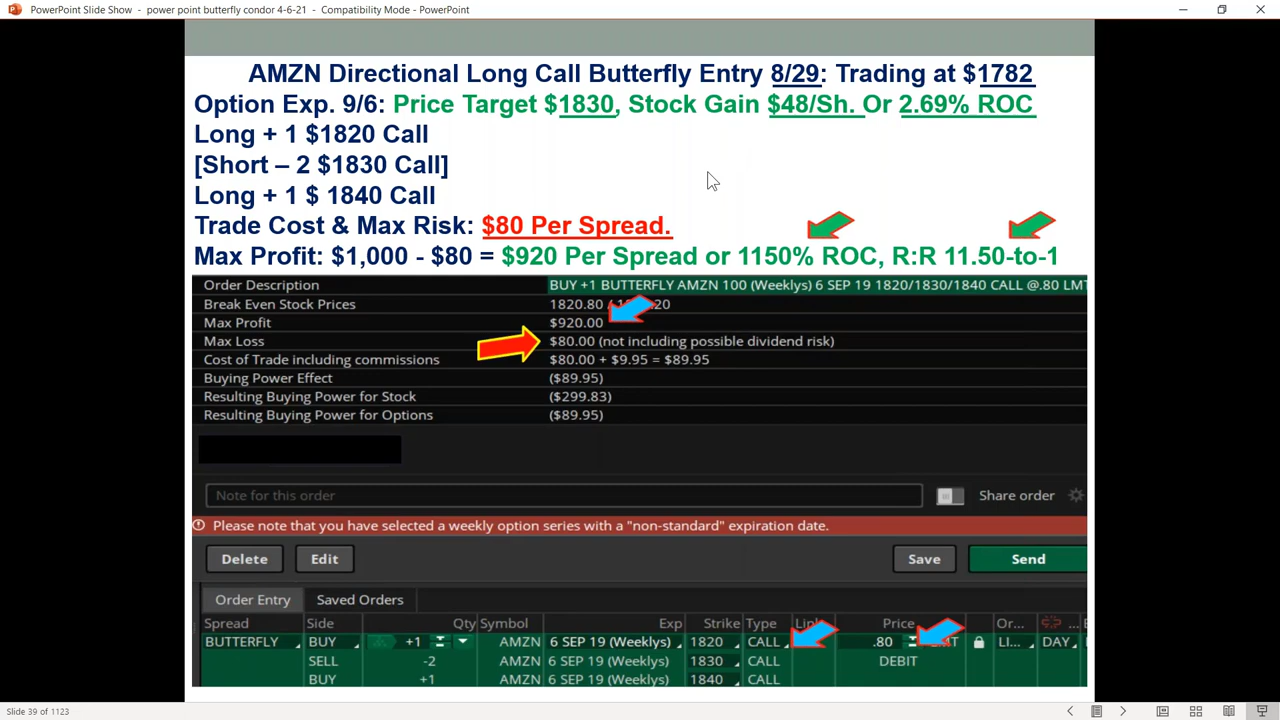 PowerPoint Slide Show - power point butterfly condor 4-6-21 - Compatibility Mode - PowerPoint
AMZN Directional Long Call Butterfly Entry 8/29: Trading at $1782
Option Exp. 9/6: Price Target $1830, Stock Gain $48/Sh. Or 2.69% ROC
Long + 1 $1820 Call
[Short – 2 $1830 Call]
Long + 1 $ 1840 Call
Trade Cost & Max Risk: $80 Per Spread.
Max Profit: $1,000 - $80 = $920 Per Spread or 1150% ROC, R:R 11.50-to-1
Order Description BUY +1 BUTTERFLY AMZN 100 (Weeklys) 6 SEP 19 1820/1830/1840 CALL @.80 LMT
Break Even Stock Prices 1820.80 / 20
Max Profit $920.00
Max Loss $80.00 (not including possible dividend risk)
Cost of Trade including commissions $80.00 + $9.95 = $89.95
Buying Power Effect ($89.95)
Resulting Buying Power for Stock ($299.83)
Resulting Buying Power for Options ($89.95)
Note for this order Share order
Please note that you have selected a weekly option series with a "non-standard" expiration date.
Delete Edit Save Send
Order Entry Saved Orders
Spread Side Qty Symbol Exp Strike Type Price Or...
BUTTERFLY BUY +1 AMZN 6 SEP 19 (Weeklys) 1820 CALL .80 LI... DAY
SELL -2 AMZN 6 SEP 19 (Weeklys) 1830 CALL DEBIT
BUY +1 AMZN 6 SEP 19 (Weeklys) 1840 CALL
Slide 39 of 1123